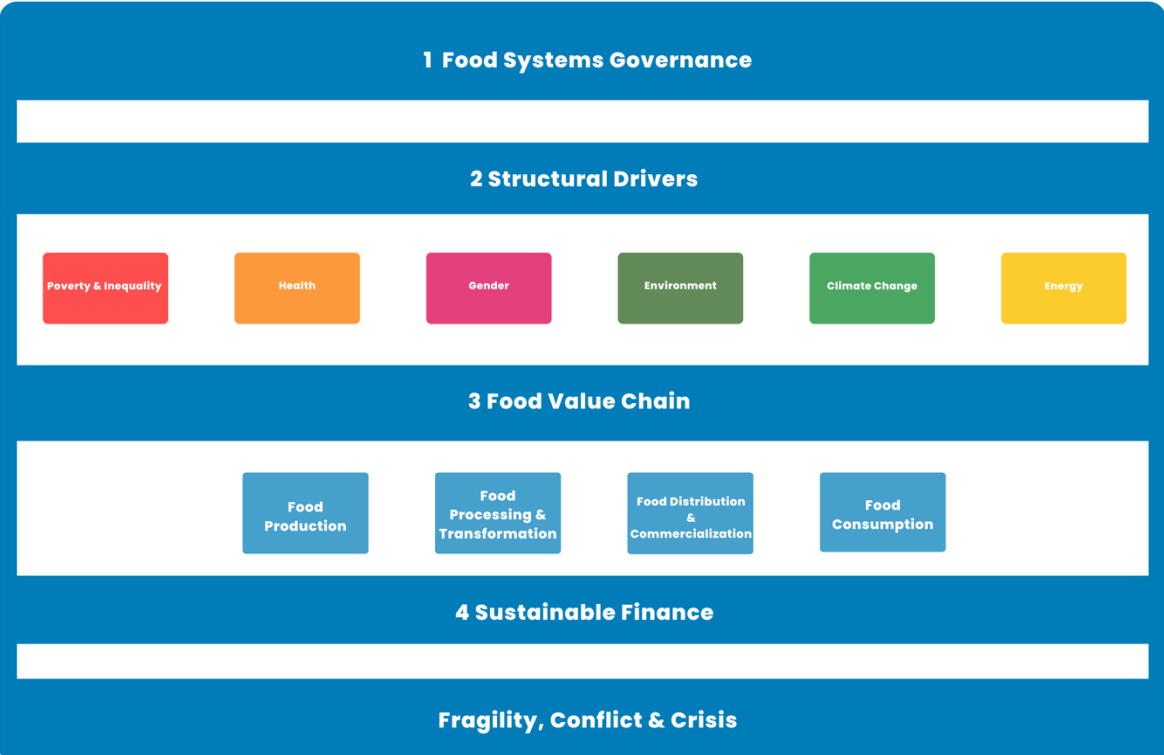 1 Food Systems Governance
2 Structural Drivers
Poverty & Inequality
Health
Gender
Environment
Climate Change
Energy
3 Food Value Chain
Food
Production
Food
Processing &
Transformation
Food Distribution
&
Commercialization
Food
Consumption
4 Sustainable Finance
Fragility, Conflict & Crisis